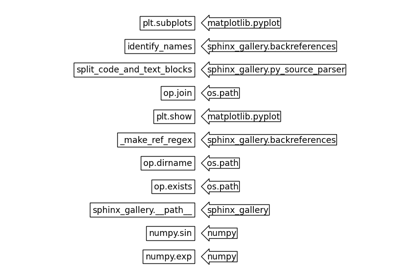 plt.subplots matplotlib.pyplot
identify_names sphinx_gallery.backreferences
split_code_and_text_blocks sphinx_gallery.py_source_parser
op.join os.path
plt.show matplotlib.pyplot
_make_ref_regex sphinx_gallery.backreferences
op.dirname os.path
op.exists os.path
sphinx_gallery.__path__ sphinx_gallery
numpy.sin numpy
numpy.exp numpy